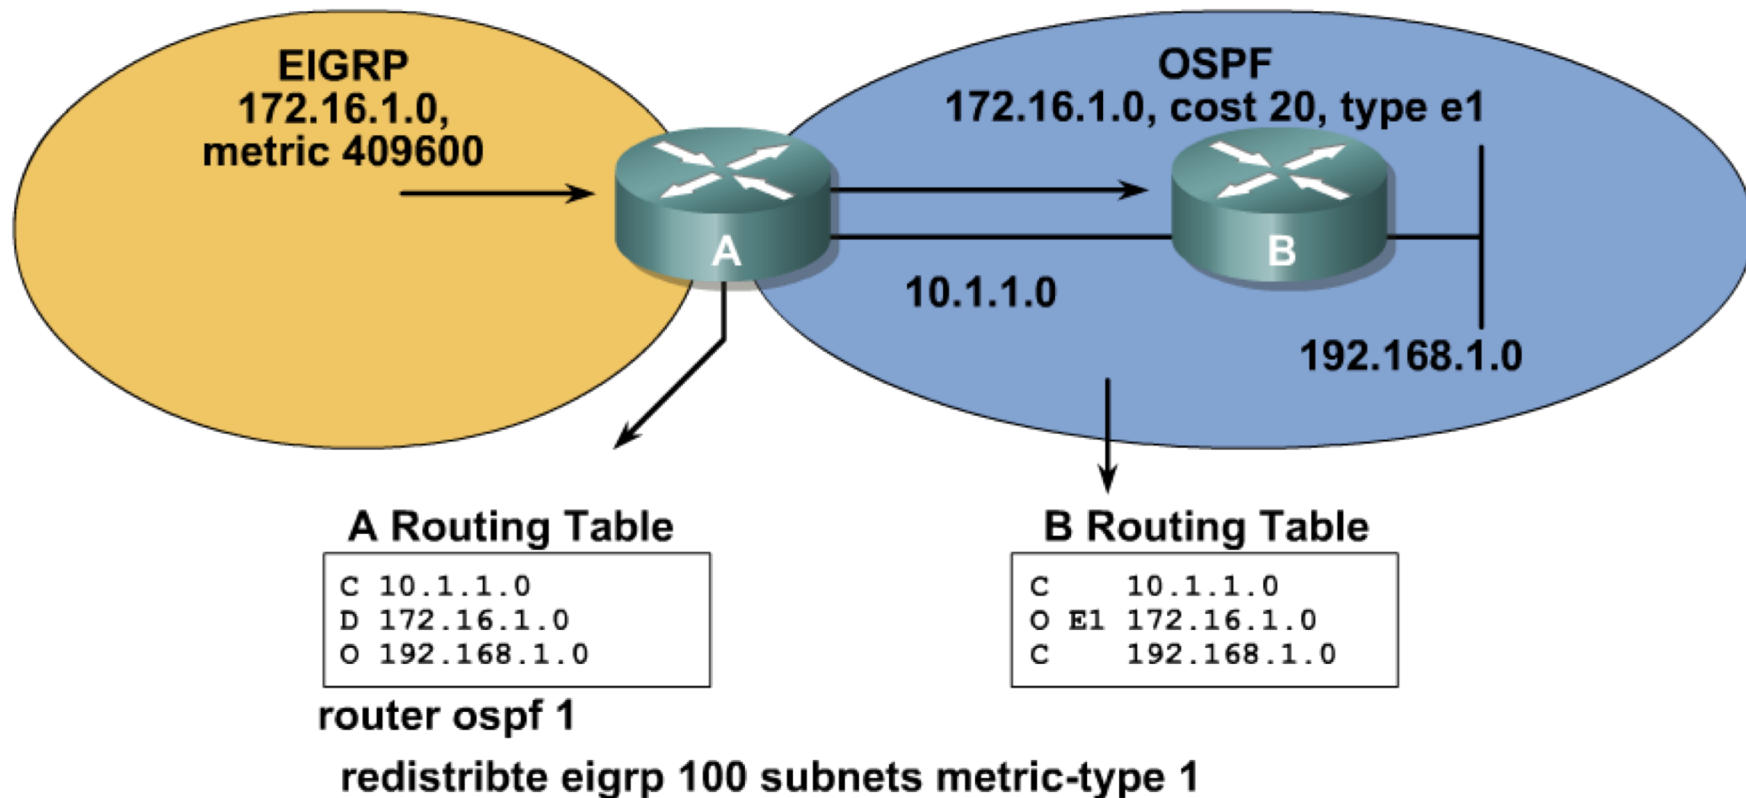 EIGRP
172.16.1.0,
metric 409600
OSPF
172.16.1.0, cost 20, type e1
A
B
10.1.1.0
192.168.1.0
A Routing Table
C 10.1.1.0
D 172.16.1.0
O 192.168.1.0
B Routing Table
C 10.1.1.0
O E1 172.16.1.0
C 192.168.1.0
router ospf 1
redistribte eigrp 100 subnets metric-type 1